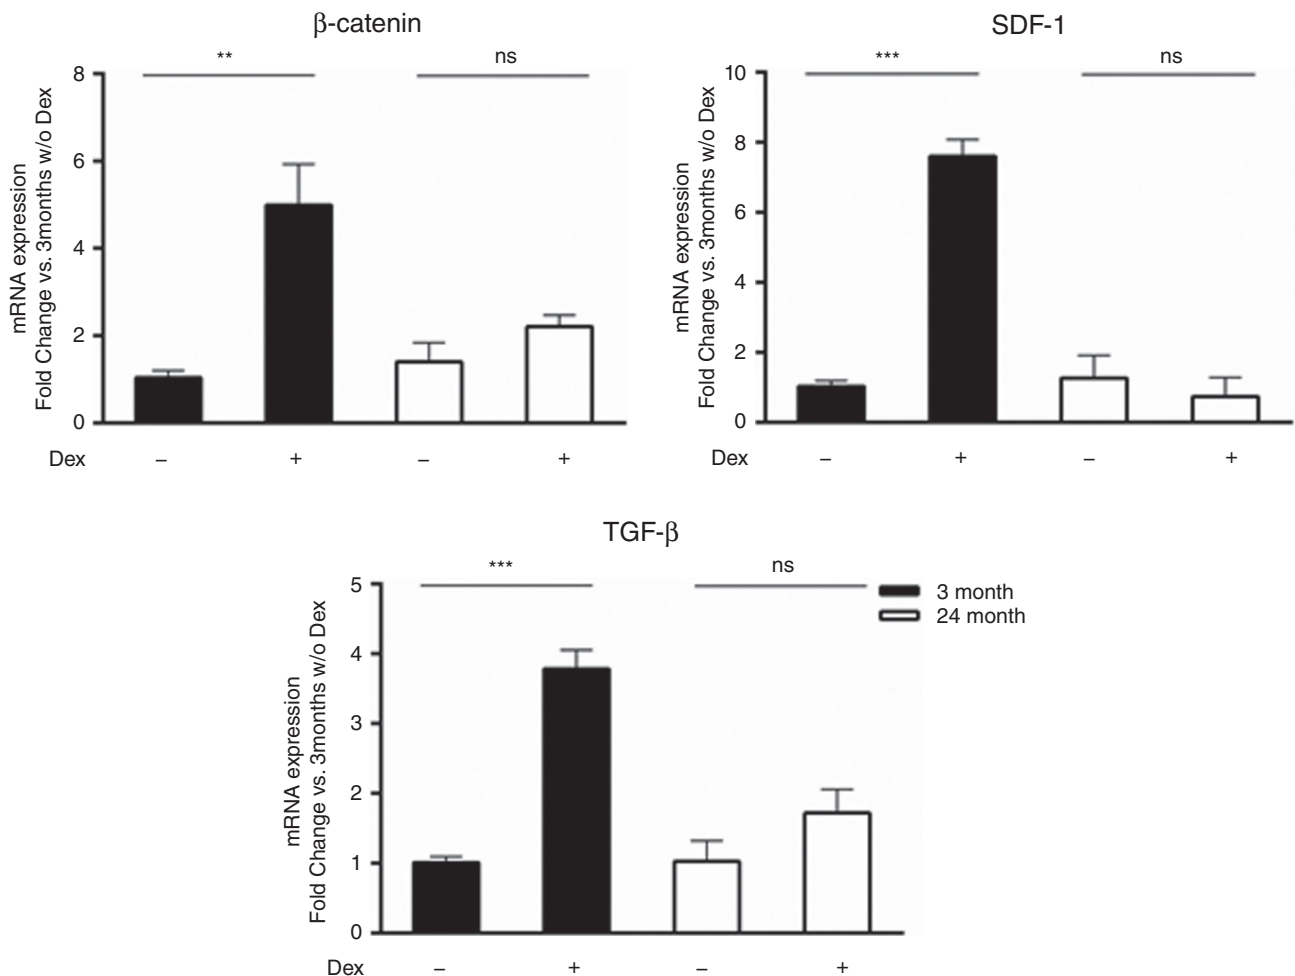 β-catenin
** ns
8
6
4
2
0
mRNA expression
Fold Change vs. 3months w/o Dex
Dex – + – +
SDF-1
*** ns
10
8
6
4
2
0
mRNA expression
Fold Change vs. 3months w/o Dex
Dex – + – +
TGF-β
*** ns
5
4
3
2
1
0
mRNA expression
Fold Change vs. 3months w/o Dex
3 month
24 month
Dex – + – +